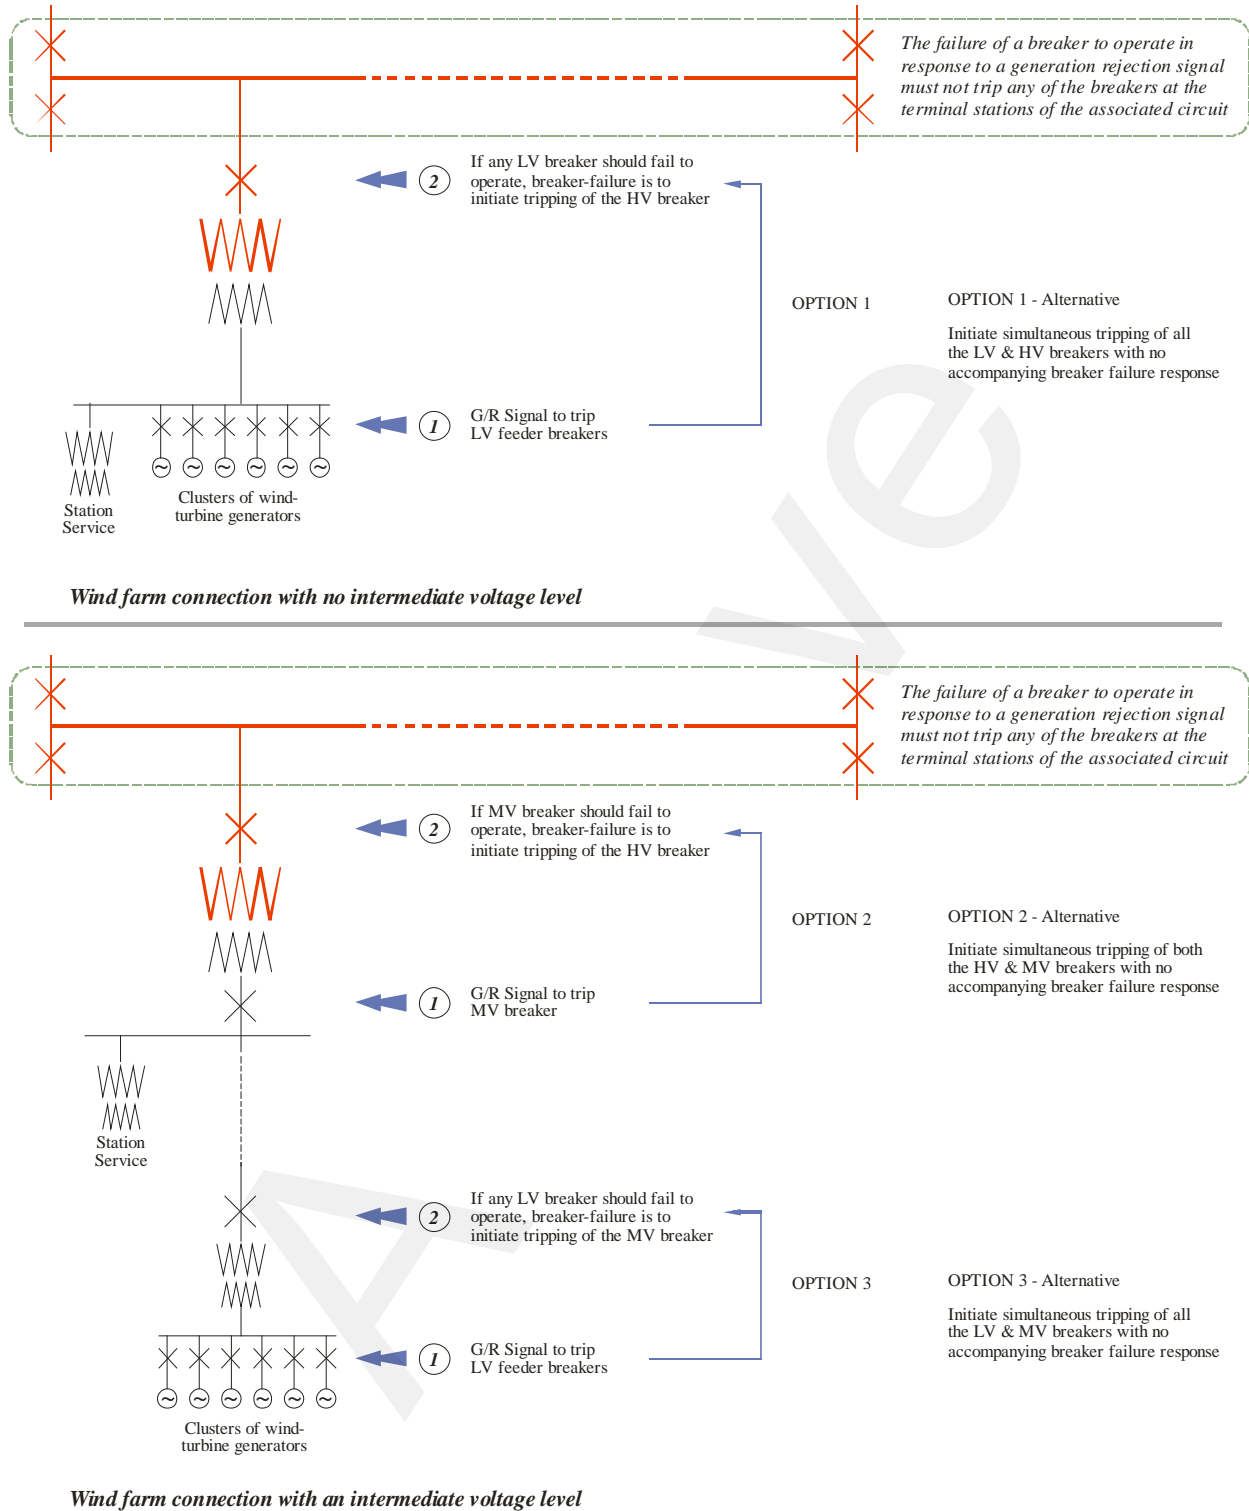 The failure of a breaker to operate in
response to a generation rejection signal
must not trip any of the breakers at the
terminal stations of the associated circuit
2
If any LV breaker should fail to
operate, breaker-failure is to
initiate tripping of the HV breaker
OPTION 1
OPTION 1 - Alternative
Initiate simultaneous tripping of all
the LV & HV breakers with no
accompanying breaker failure response
1
G/R Signal to trip
LV feeder breakers
Station
Service
Clusters of wind-
turbine generators
Wind farm connection with no intermediate voltage level
The failure of a breaker to operate in
response to a generation rejection signal
must not trip any of the breakers at the
terminal stations of the associated circuit
2
If MV breaker should fail to
operate, breaker-failure is to
initiate tripping of the HV breaker
OPTION 2
OPTION 2 - Alternative
Initiate simultaneous tripping of both
the HV & MV breakers with no
accompanying breaker failure response
1
G/R Signal to trip
MV breaker
Station
Service
2
If any LV breaker should fail to
operate, breaker-failure is to
initiate tripping of the MV breaker
OPTION 3
OPTION 3 - Alternative
Initiate simultaneous tripping of all
the LV & MV breakers with no
accompanying breaker failure response
1
G/R Signal to trip
LV feeder breakers
Clusters of wind-
turbine generators
Wind farm connection with an intermediate voltage level
A ve